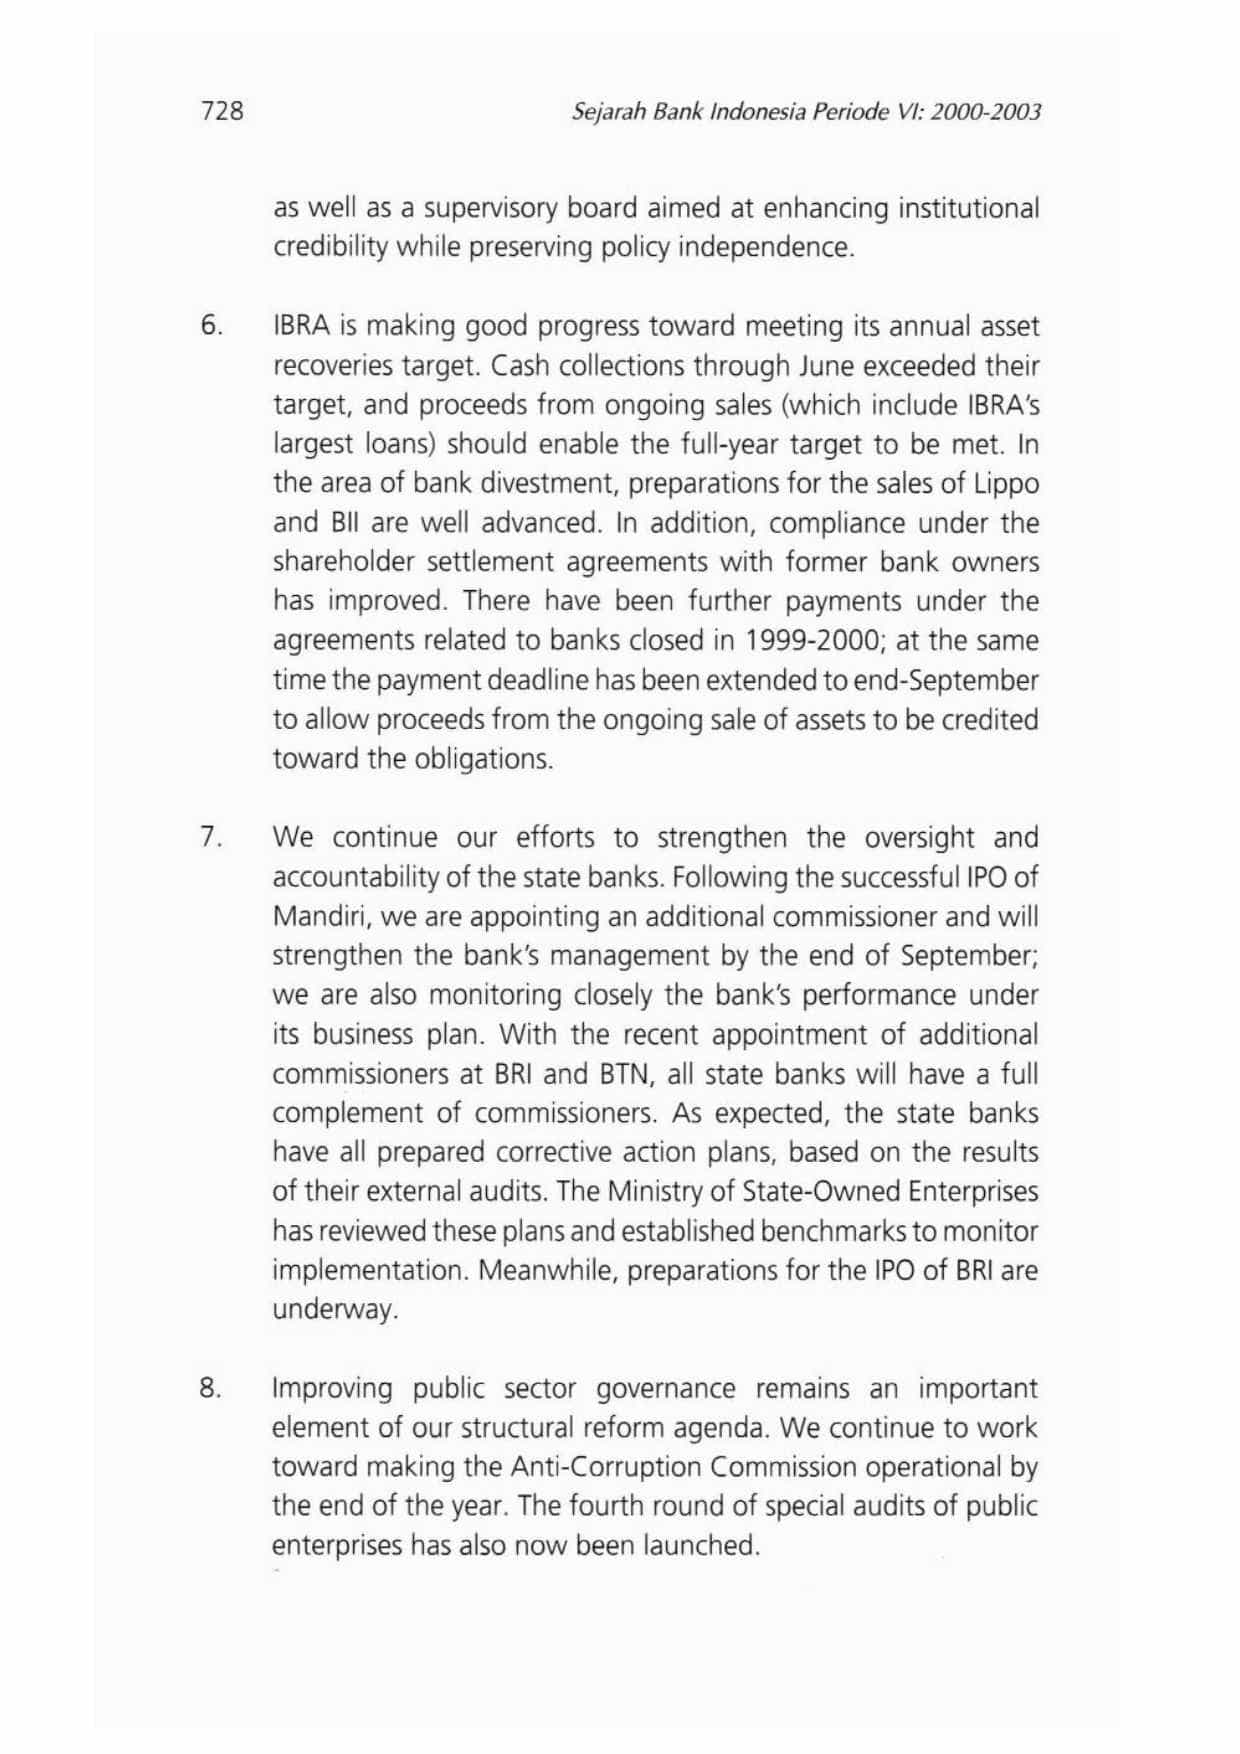 728
Sejarah Bank Indonesia Periode VI: 2000-2003
as well as a supervisory board aimed at enhancing institutional
credibility while preserving policy independence.
6. IBRA is making good progress toward meeting its annual asset
recoveries target. Cash collections through June exceeded their
target, and proceeds from ongoing sales (which include IBRA's
largest loans) should enable the full-year target to be met. In
the area of bank divestment, preparations for the sales of Lippo
and BII are well advanced. In addition, compliance under the
shareholder settlement agreements with former bank owners
has improved. There have been further payments under the
agreements related to banks closed in 1999-2000; at the same
time the payment deadline has been extended to end-September
to allow proceeds from the ongoing sale of assets to be credited
toward the obligations.
7. We continue our efforts to strengthen the oversight and
accountability of the state banks. Following the successful IPO of
Mandiri, we are appointing an additional commissioner and will
strengthen the bank's management by the end of September;
we are also monitoring closely the bank's performance under
its business plan. With the recent appointment of additional
commissioners at BRI and BTN, all state banks will have a full
complement of commissioners. As expected, the state banks
have all prepared corrective action plans, based on the results
of their external audits. The Ministry of State-Owned Enterprises
has reviewed these plans and established benchmarks to monitor
implementation. Meanwhile, preparations for the IPO of BRI are
underway.
8. Improving public sector governance remains an important
element of our structural reform agenda. We continue to work
toward making the Anti-Corruption Commission operational by
the end of the year. The fourth round of special audits of public
enterprises has also now been launched.